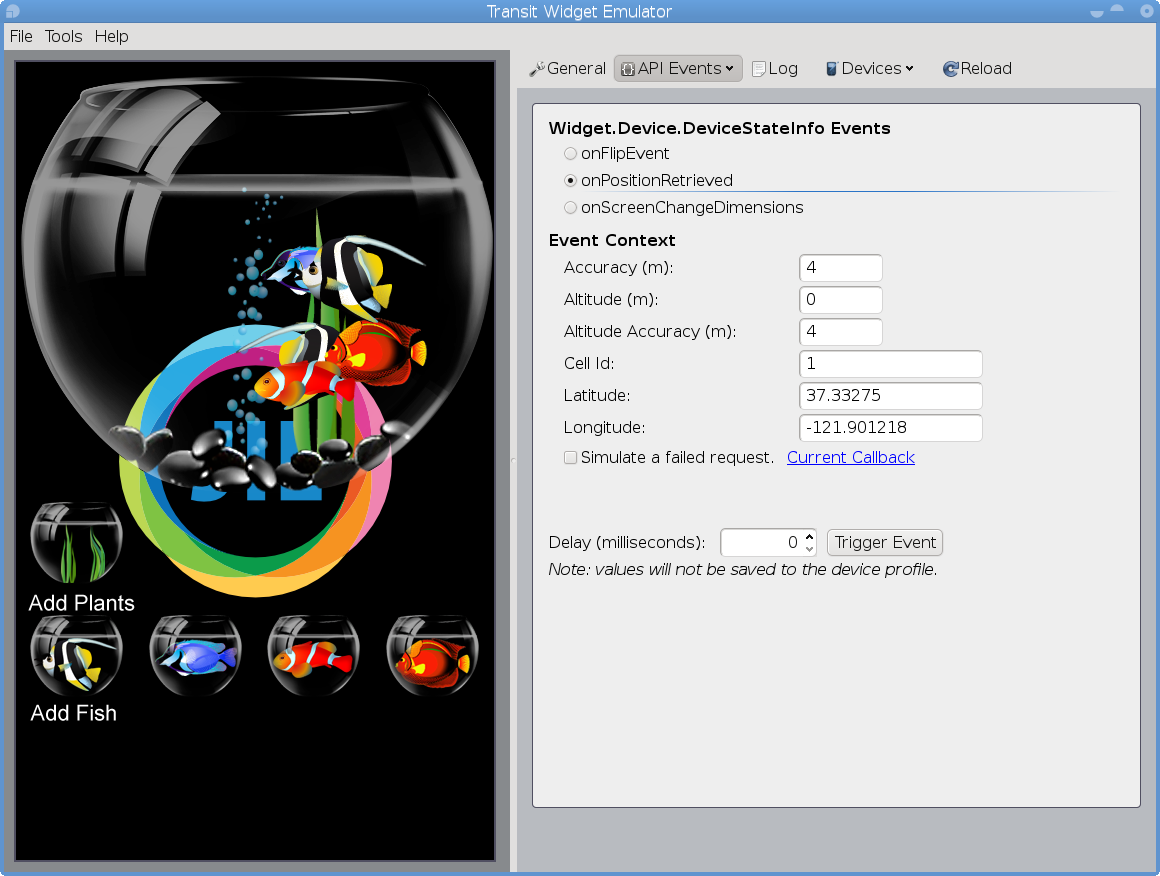 Transit Widget Emulator
File Tools Help
General API Events Log Devices Reload
Widget.Device.DeviceStateInfo Events
onFlipEvent
onPositionRetrieved
onScreenChangeDimensions
Event Context
Accuracy (m): 4
Altitude (m): 0
Altitude Accuracy (m): 4
Cell Id: 1
Latitude: 37.33275
Longitude: -121.901218
Simulate a failed request. Current Callback
Delay (milliseconds): 0 Trigger Event
Note: values will not be saved to the device profile.
JIL
Add Plants
Add Fish